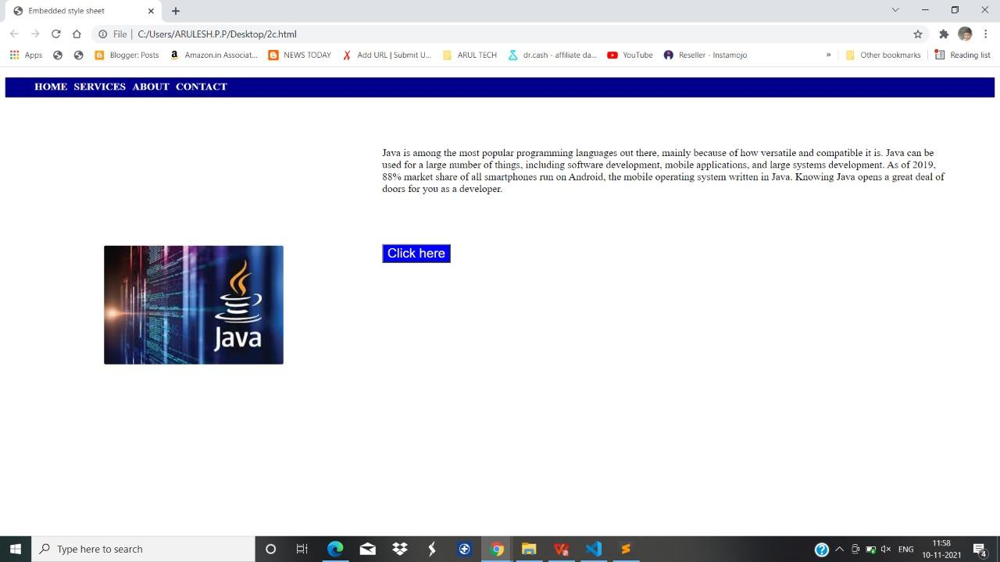 Embedded style sheet
File | C:/Users/ARULESH.P.P/Desktop/2c.html
Apps Blogger: Posts Amazon.in Associat... NEWS TODAY Add URL | Submit U... ARUL TECH dr.cash - affiliate da... YouTube Reseller - Instamojo » Other bookmarks Reading list
HOME SERVICES ABOUT CONTACT
Java is among the most popular programming languages out there, mainly because of how versatile and compatible it is. Java can be
used for a large number of things, including software development, mobile applications, and large systems development. As of 2019,
88% market share of all smartphones run on Android, the mobile operating system written in Java. Knowing Java opens a great deal of
doors for you as a developer.
Click here
Java
Type here to search
ENG
11:58
10-11-2021
4